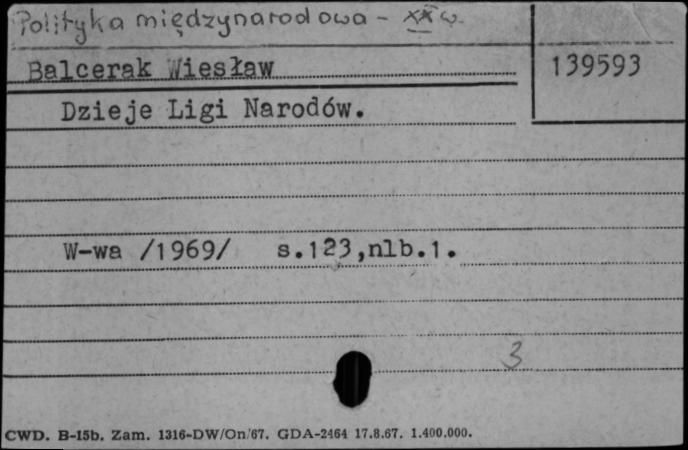 Polityka międzynarodowa - XX w.
Balcerak Wiesław
139593
Dzieje Ligi Narodów.
W-wa /1969/ s.123,nlb.1.
3
CWD. B-15b. Zam. 1316-DW/On/67. GDA-2464 17.8.67. 1.400.000.